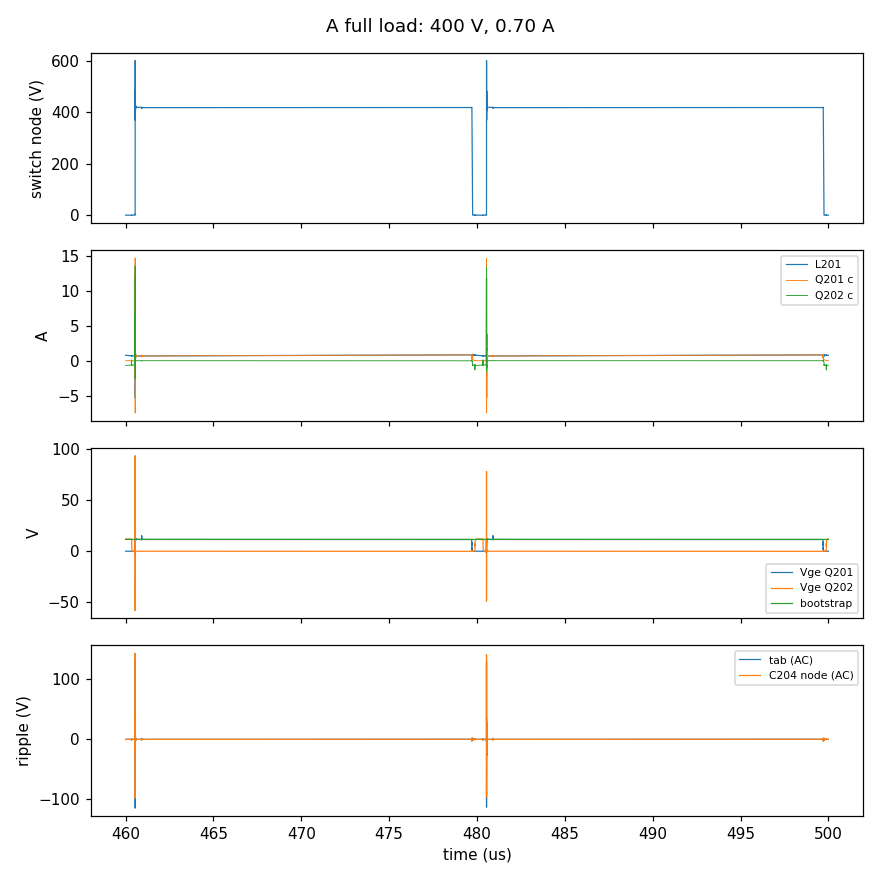 A full load: 400 V, 0.70 A
600
400
200
0
switch node (V)
15
10
5
0
−5
A
L201
Q201 c
Q202 c
100
50
0
−50
V
Vge Q201
Vge Q202
bootstrap
100
0
−100
ripple (V)
tab (AC)
C204 node (AC)
460 465 470 475 480 485 490 495 500
time (us)